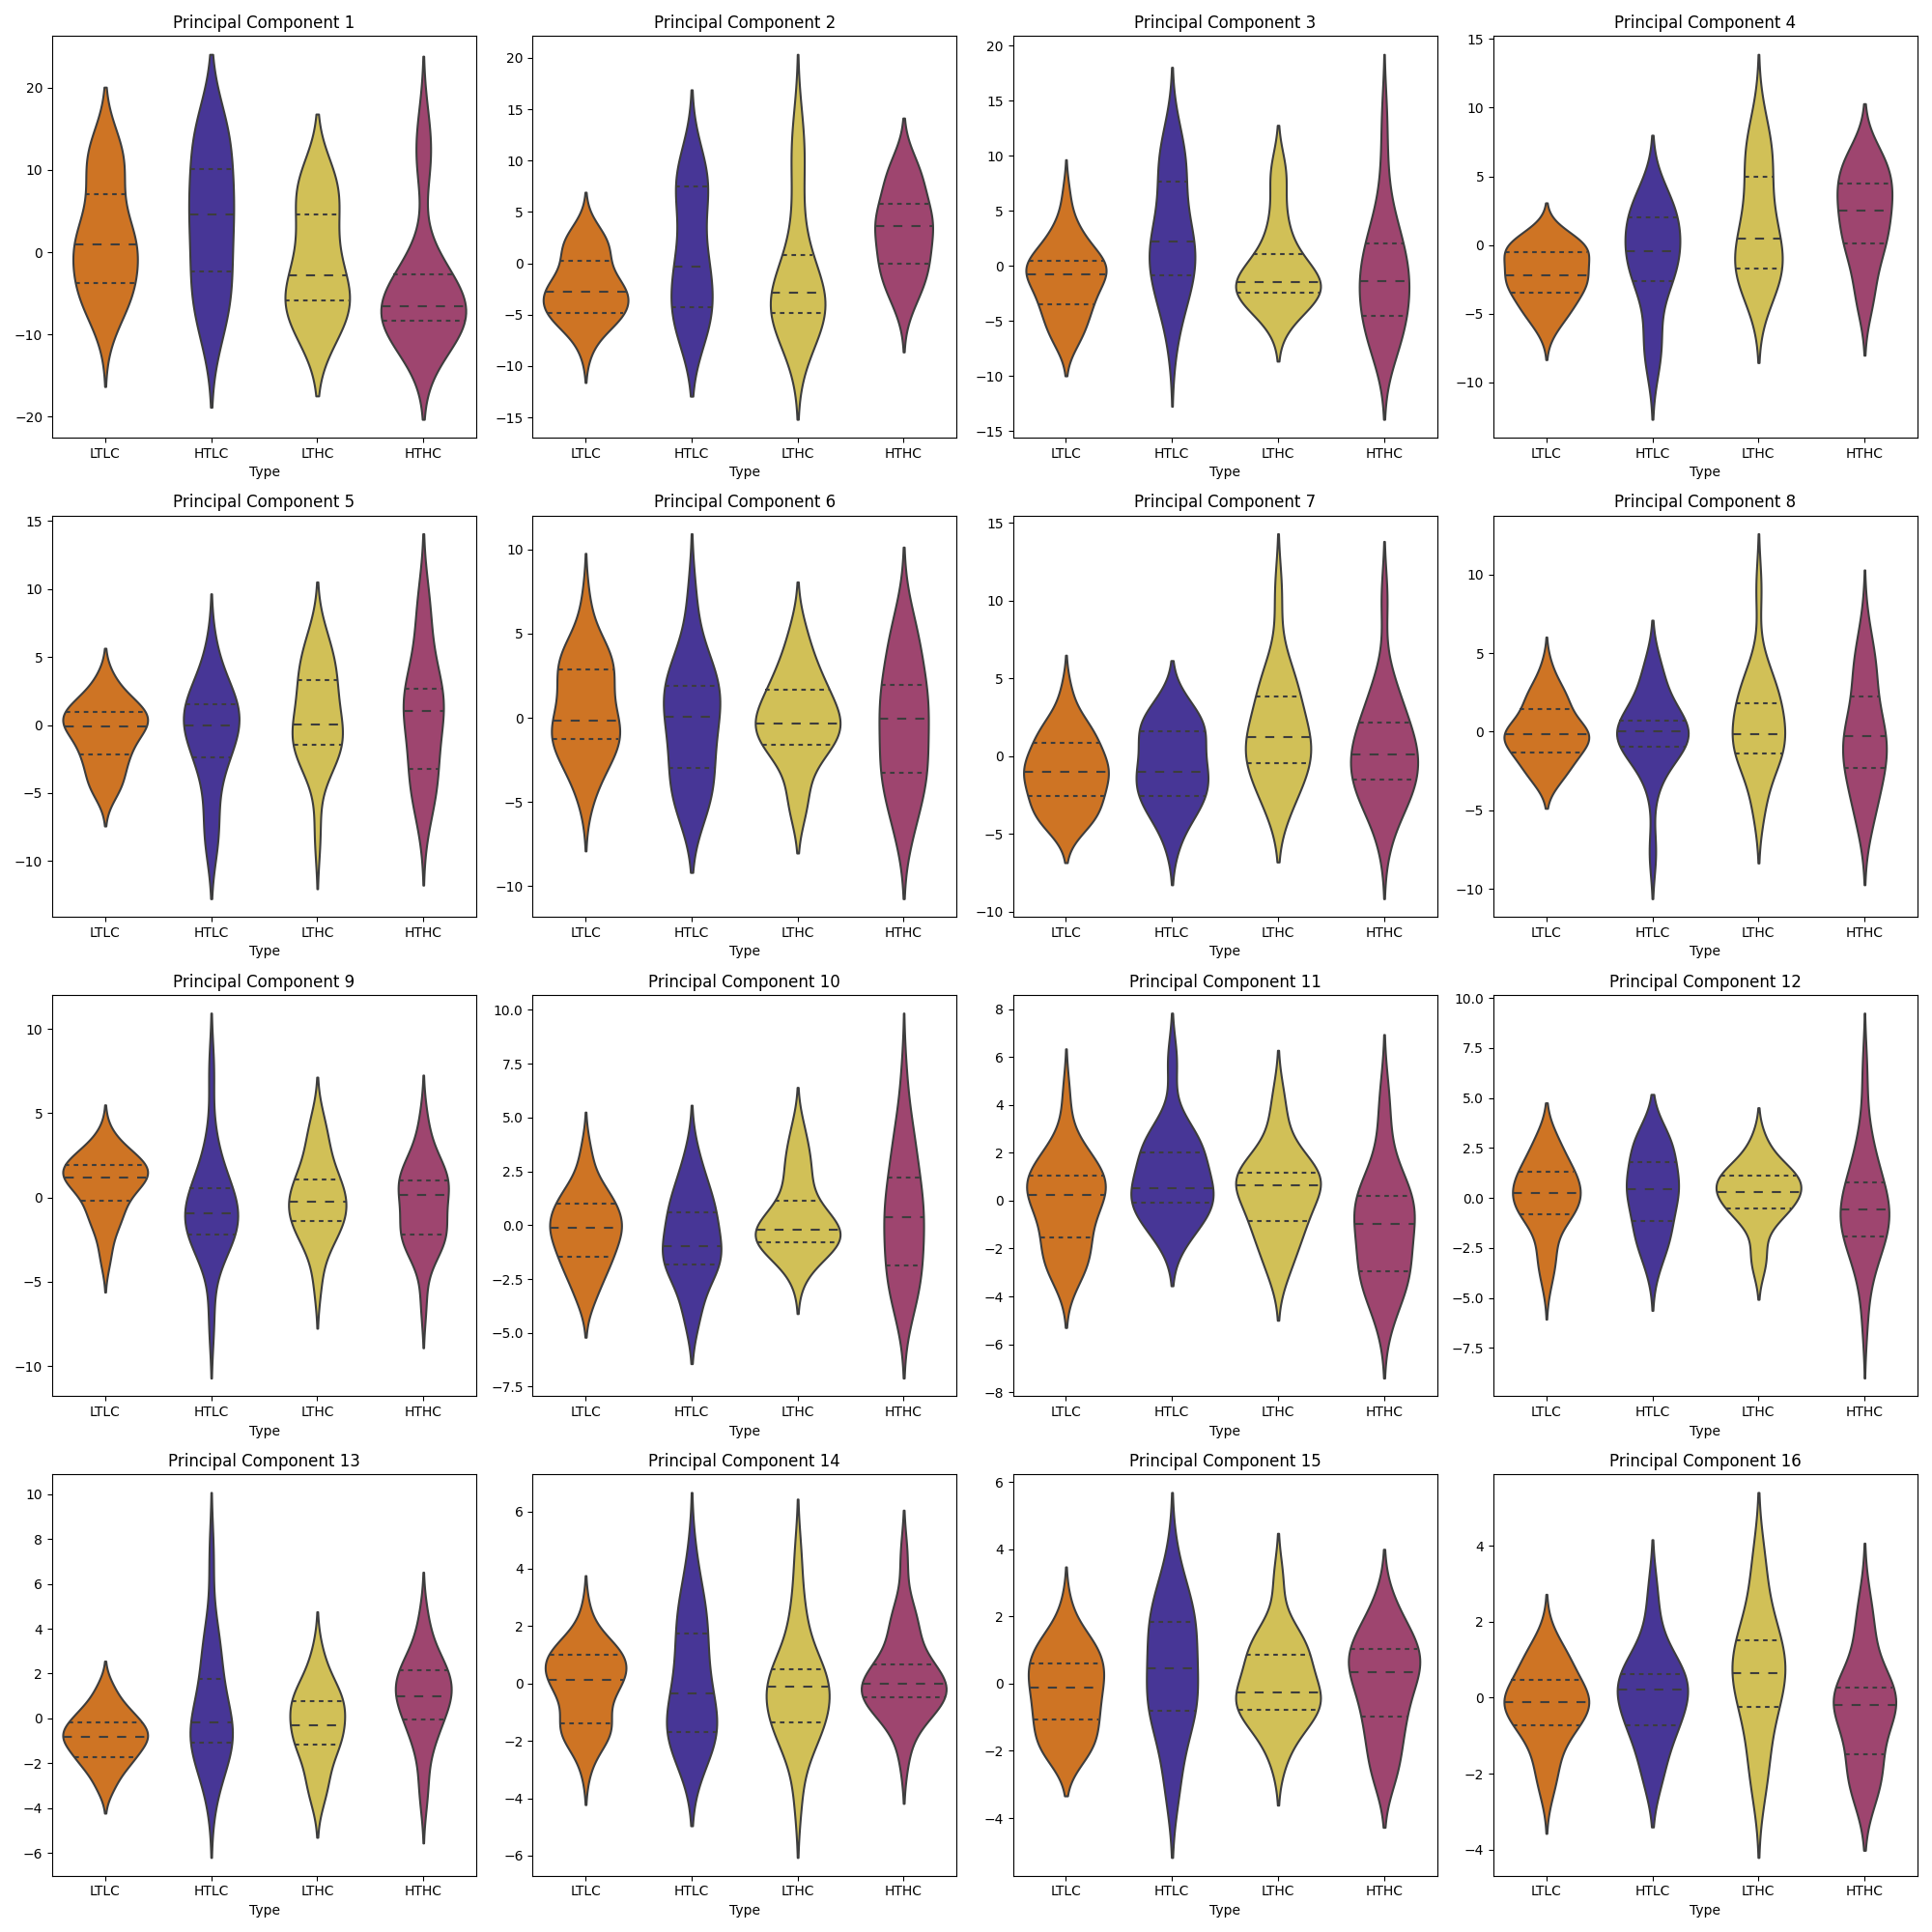 Principal Component 1
20
10
0
−10
−20
LTLC HTLC LTHC HTHC
Type
Principal Component 2
20
15
10
5
0
−5
−10
−15
LTLC HTLC LTHC HTHC
Type
Principal Component 3
20
15
10
5
0
−5
−10
−15
LTLC HTLC LTHC HTHC
Type
Principal Component 4
15
10
5
0
−5
−10
LTLC HTLC LTHC HTHC
Type
Principal Component 5
15
10
5
0
−5
−10
LTLC HTLC LTHC HTHC
Type
Principal Component 6
10
5
0
−5
−10
LTLC HTLC LTHC HTHC
Type
Principal Component 7
15
10
5
0
−5
−10
LTLC HTLC LTHC HTHC
Type
Principal Component 8
10
5
0
−5
−10
LTLC HTLC LTHC HTHC
Type
Principal Component 9
10
5
0
−5
−10
LTLC HTLC LTHC HTHC
Type
Principal Component 10
10.0
7.5
5.0
2.5
0.0
−2.5
−5.0
−7.5
LTLC HTLC LTHC HTHC
Type
Principal Component 11
8
6
4
2
0
−2
−4
−6
−8
LTLC HTLC LTHC HTHC
Type
Principal Component 12
10.0
7.5
5.0
2.5
0.0
−2.5
−5.0
−7.5
LTLC HTLC LTHC HTHC
Type
Principal Component 13
10
8
6
4
2
0
−2
−4
−6
LTLC HTLC LTHC HTHC
Type
Principal Component 14
6
4
2
0
−2
−4
−6
LTLC HTLC LTHC HTHC
Type
Principal Component 15
6
4
2
0
−2
−4
LTLC HTLC LTHC HTHC
Type
Principal Component 16
4
2
0
−2
−4
LTLC HTLC LTHC HTHC
Type